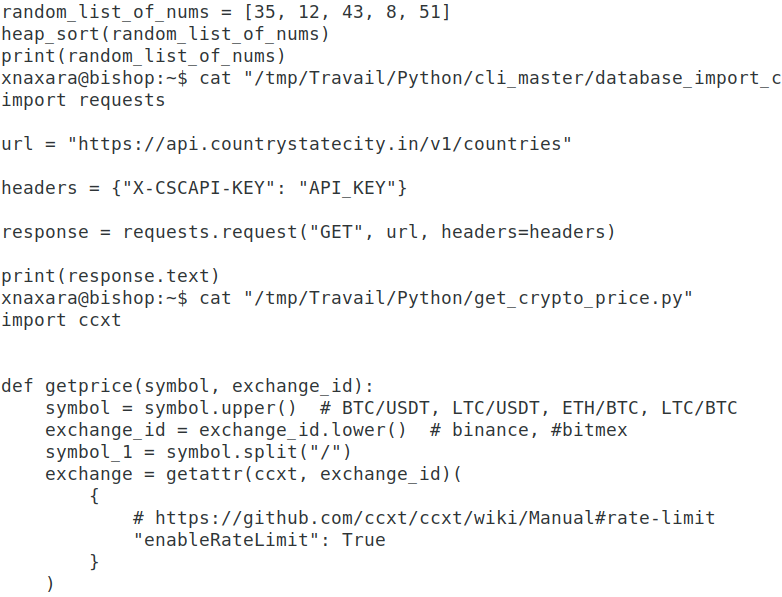 random_list_of_nums = [35, 12, 43, 8, 51]
heap_sort(random_list_of_nums)
print(random_list_of_nums)
xnaxara@bishop:~$ cat "/tmp/Travail/Python/cli_master/database_import_c
import requests

url = "https://api.countrystatecity.in/v1/countries"

headers = {"X-CSCAPI-KEY": "API_KEY"}

response = requests.request("GET", url, headers=headers)

print(response.text)
xnaxara@bishop:~$ cat "/tmp/Travail/Python/get_crypto_price.py"
import ccxt


def getprice(symbol, exchange_id):
    symbol = symbol.upper()  # BTC/USDT, LTC/USDT, ETH/BTC, LTC/BTC
    exchange_id = exchange_id.lower()  # binance, #bitmex
    symbol_1 = symbol.split("/")
    exchange = getattr(ccxt, exchange_id)(
        {
            # https://github.com/ccxt/ccxt/wiki/Manual#rate-limit
            "enableRateLimit": True
        }
    )